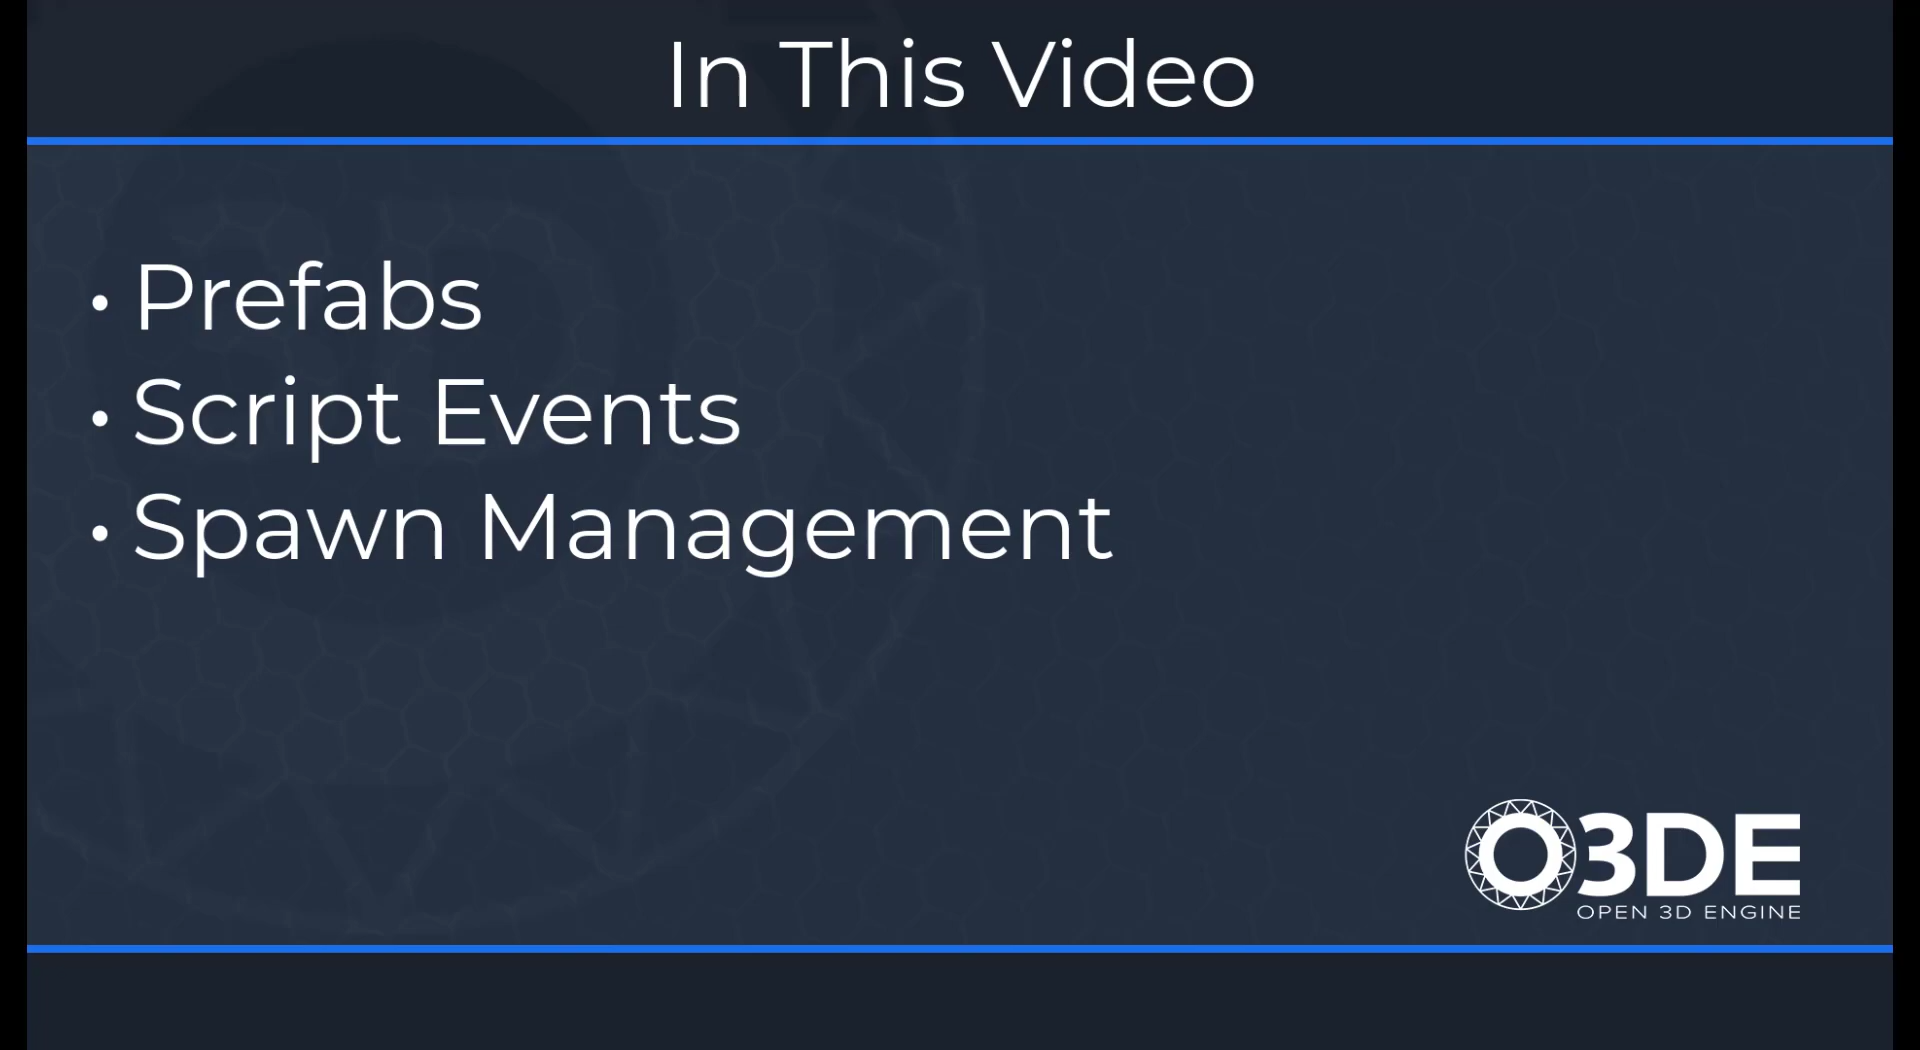 In This Video
• Prefabs
• Script Events
• Spawn Management
O3DE
OPEN 3D ENGINE